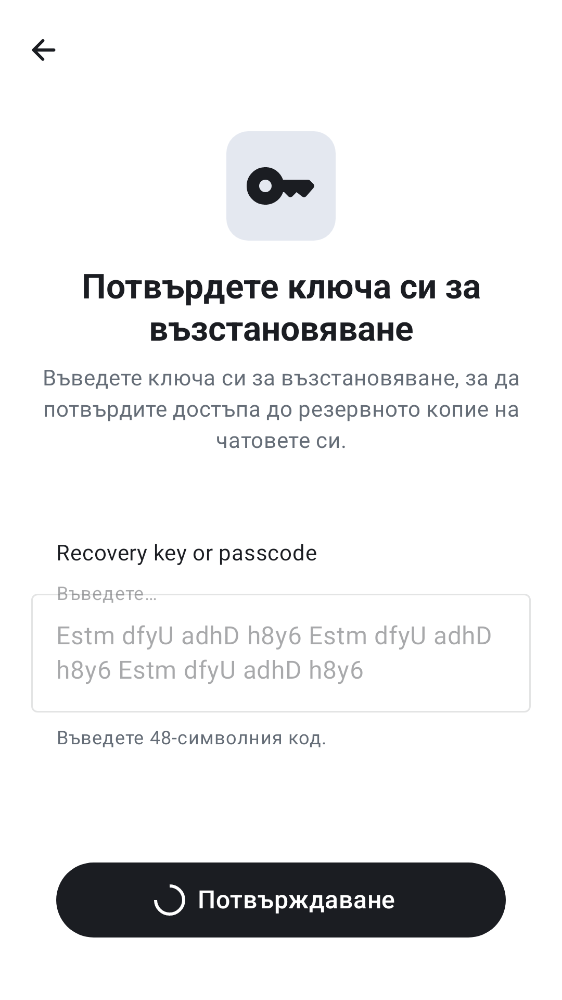 Потвърдете ключа си за
възстановяване
Въведете ключа си за възстановяване, за да
потвърдите достъпа до резервното копие на
чатовете си.
Recovery key or passcode
Въведете…
Estm dfyU adhD h8y6 Estm dfyU adhD
h8y6 Estm dfyU adhD h8y6
Въведете 48-символния код.
Потвърждаване